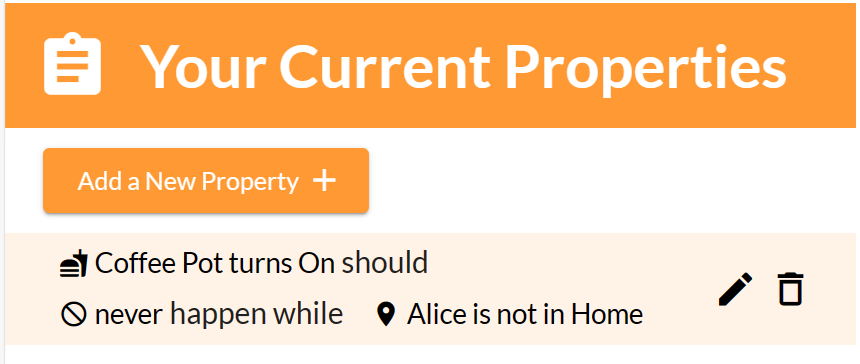 Your Current Properties
Add a New Property +
Coffee Pot turns On should
never happen while Alice is not in Home